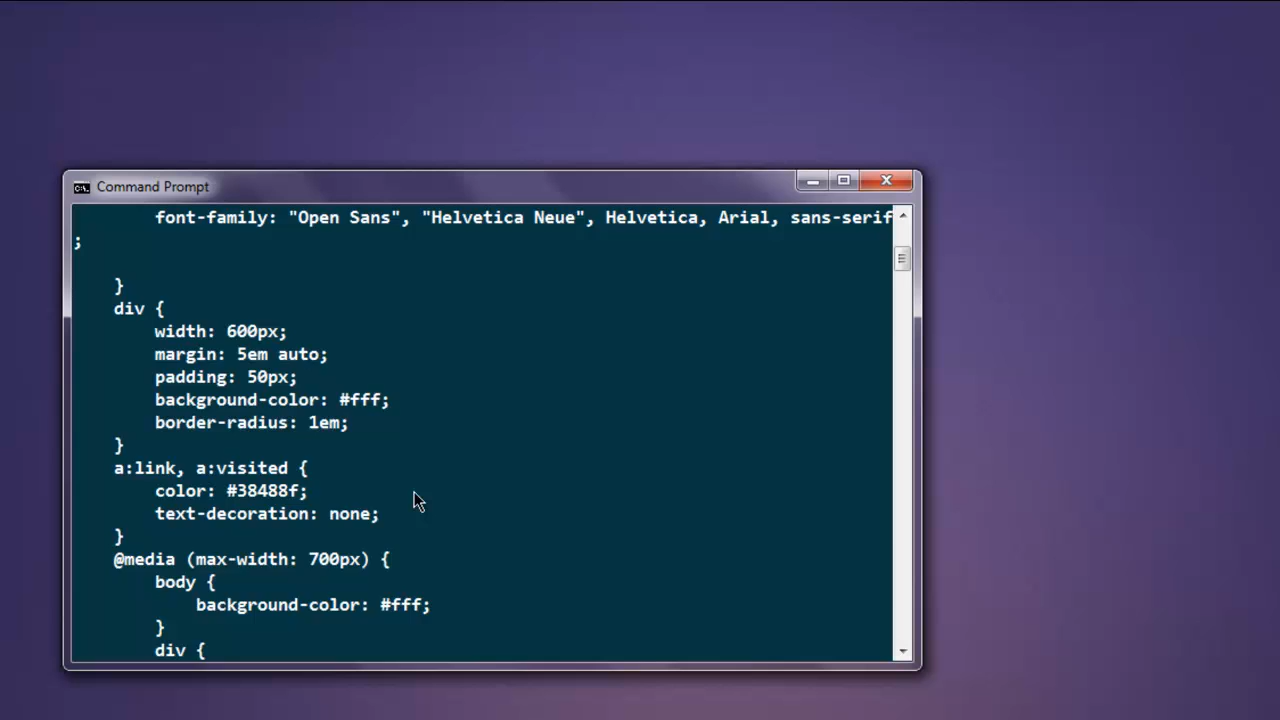 Command Prompt
font-family: "Open Sans", "Helvetica Neue", Helvetica, Arial, sans-serif
;
}
div {
width: 600px;
margin: 5em auto;
padding: 50px;
background-color: #fff;
border-radius: 1em;
}
a:link, a:visited {
color: #38488f;
text-decoration: none;
}
@media (max-width: 700px) {
body {
background-color: #fff;
}
div {